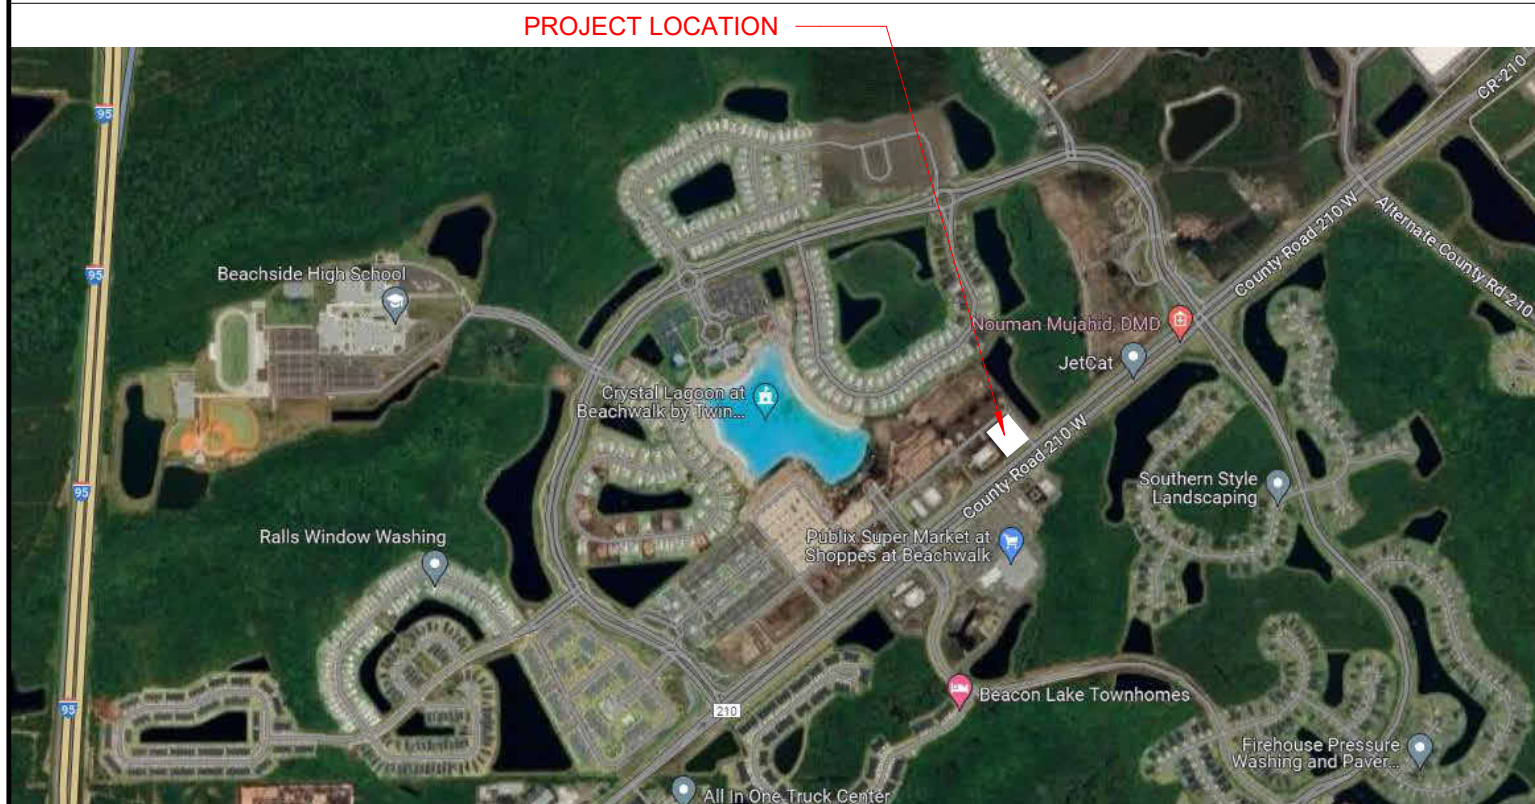 PROJECT LOCATION
CR-210
95
County Road 210 W
Alternate County Rd 210
Beachside High School
95
Nouman Mujahid, DMD
JetCat
Crystal Lagoon at
Beachwalk by Twin...
County Road 210 W
Southern Style
Landscaping
95
Ralls Window Washing
Publix Super Market at
Shoppes at Beachwalk
Beacon Lake Townhomes
95
210
Firehouse Pressure
Washing and Paver...
All In One Truck Center